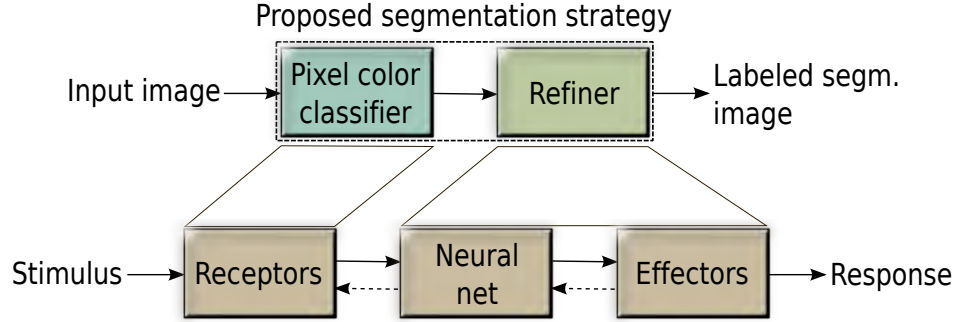 Proposed segmentation strategy
Input image
Pixel color
classifier
Refiner
Labeled segm.
image
Stimulus
Receptors
Neural
net
Effectors
Response